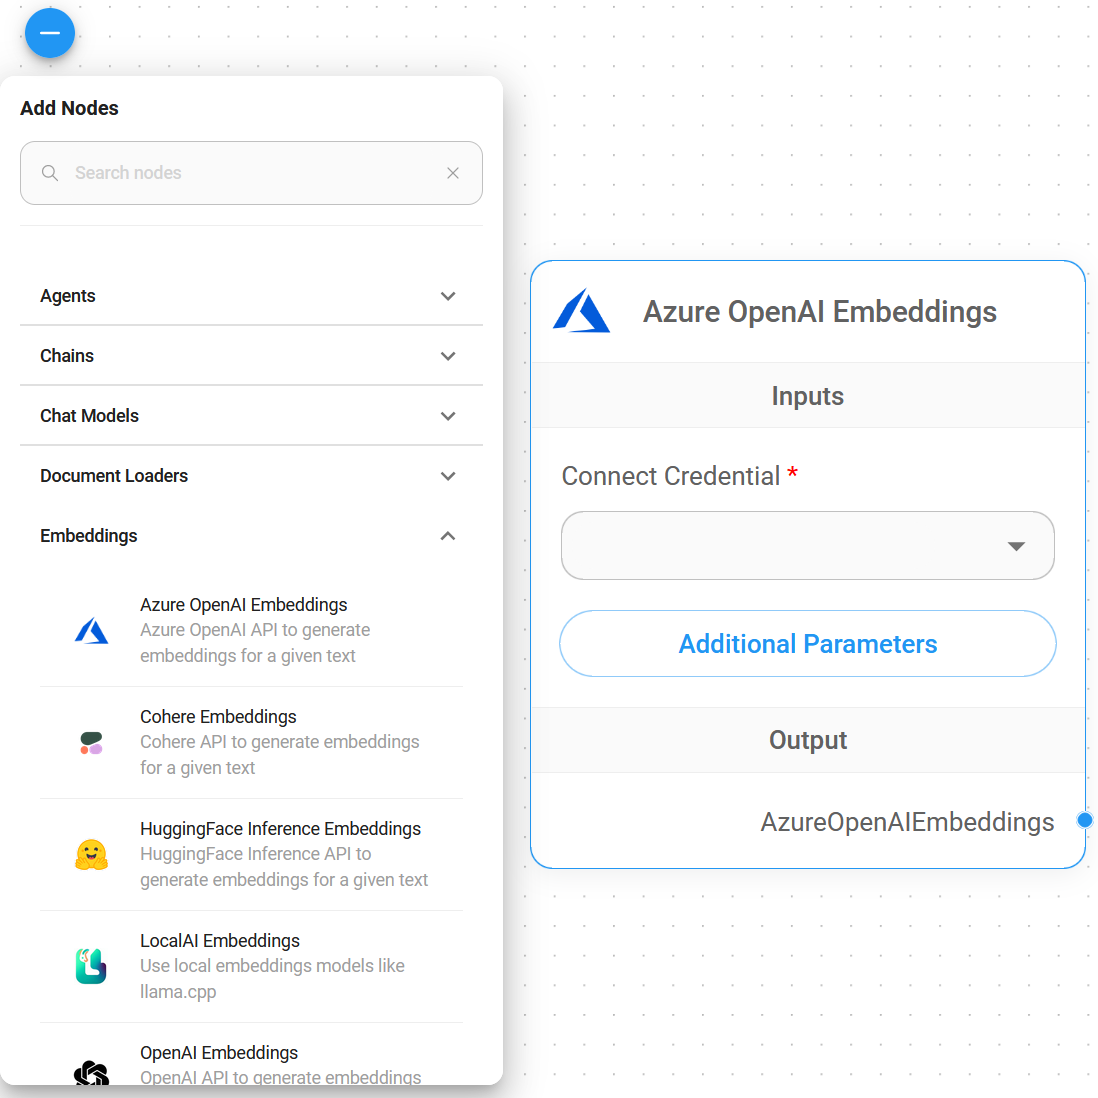 Add Nodes
Search nodes
Agents
Chains
Chat Models
Document Loaders
Embeddings
Azure OpenAI Embeddings
Azure OpenAI API to generate
embeddings for a given text
Cohere Embeddings
Cohere API to generate embeddings
for a given text
HuggingFace Inference Embeddings
HuggingFace Inference API to
generate embeddings for a given text
LocalAI Embeddings
Use local embeddings models like
llama.cpp
OpenAI Embeddings
OpenAI API to generate embeddings
Azure OpenAI Embeddings
Inputs
Connect Credential *
Additional Parameters
Output
AzureOpenAIEmbeddings